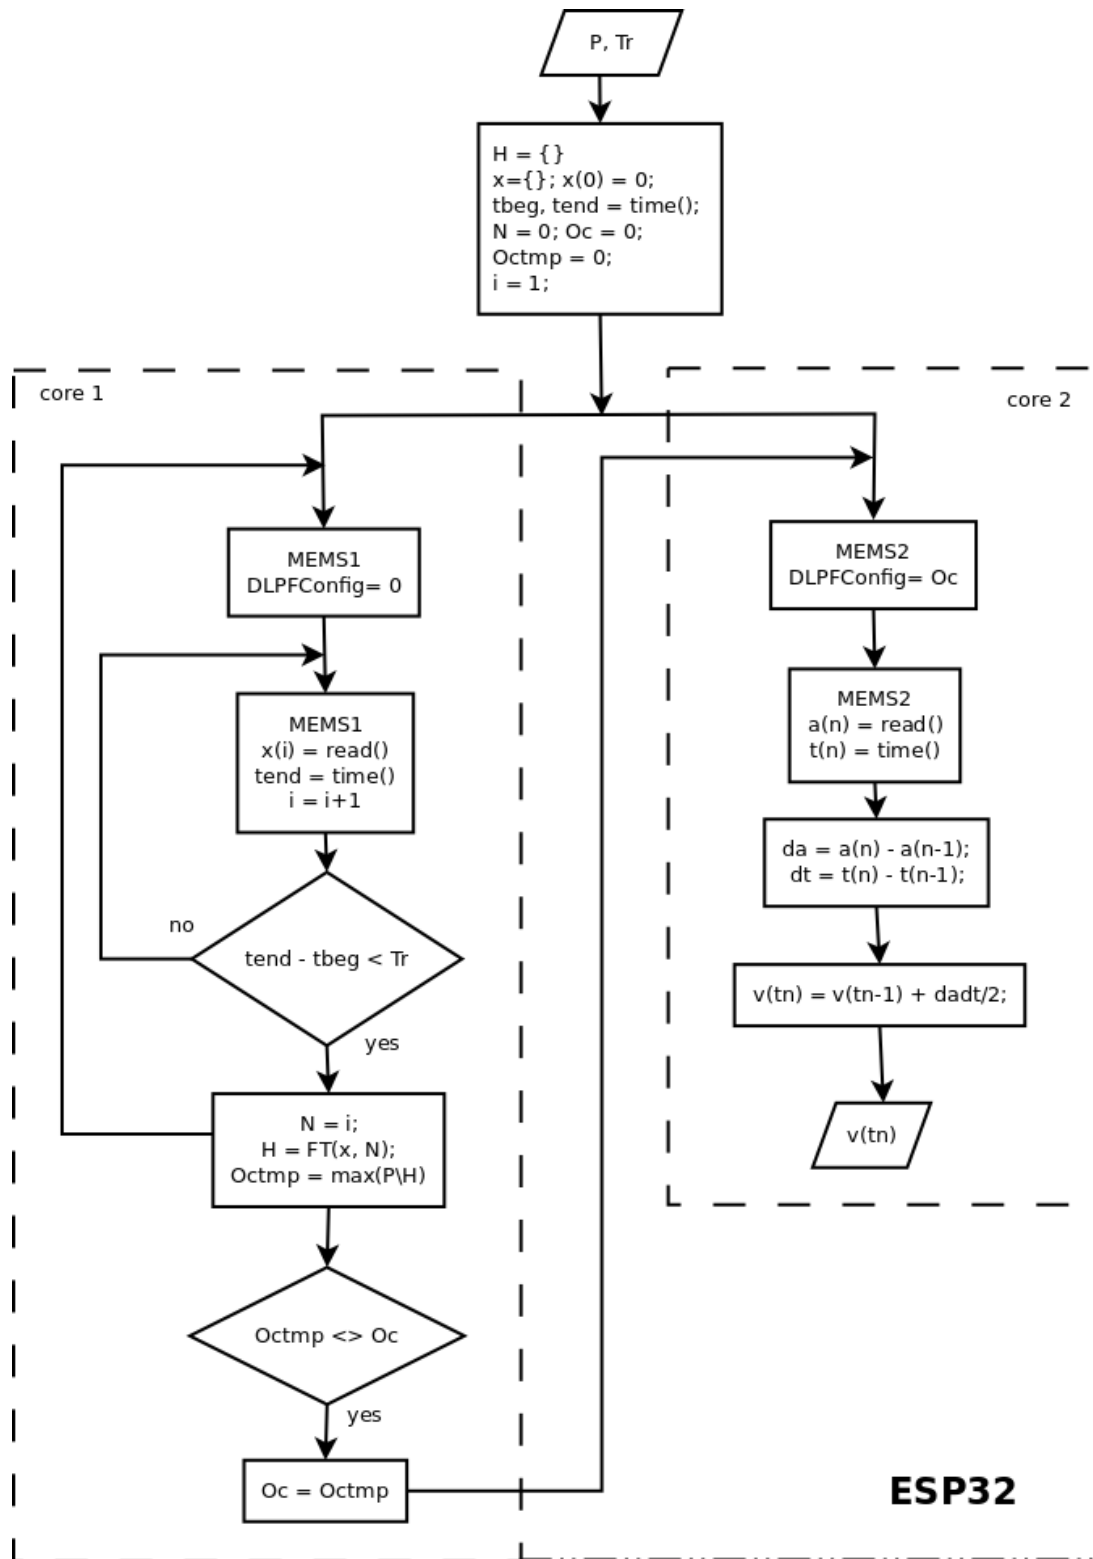 P, Tr
H = {}
x={}; x(0) = 0;
tbeg, tend = time();
N = 0; Oc = 0;
Octmp = 0;
i = 1;
core 1
core 2
MEMS1
DLPFConfig= 0
MEMS1
x(i) = read()
tend = time()
i = i+1
no
tend - tbeg < Tr
yes
N = i;
H = FT(x, N);
Octmp = max(P\H)
Octmp <> Oc
yes
Oc = Octmp
MEMS2
DLPFConfig= Oc
MEMS2
a(n) = read()
t(n) = time()
da = a(n) - a(n-1);
dt = t(n) - t(n-1);
v(tn) = v(tn-1) + dadt/2;
v(tn)
ESP32